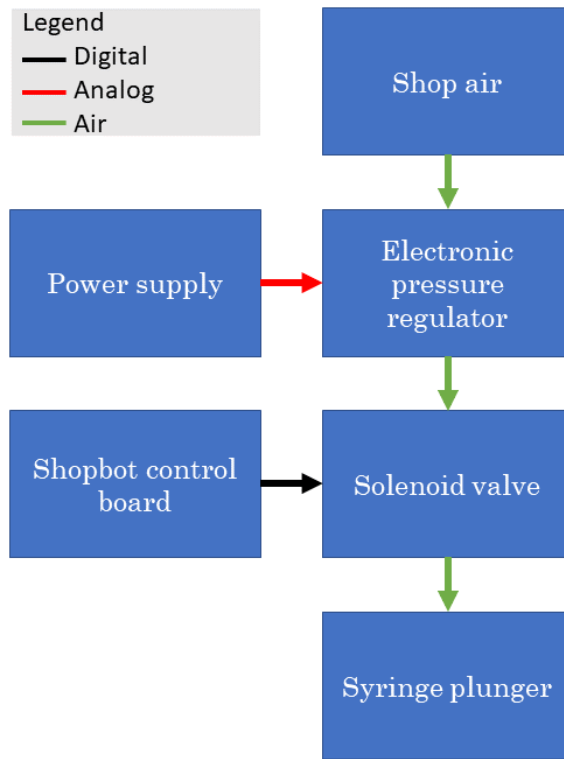 Legend
Digital
Analog
Air
Shop air
Power supply
Electronic
pressure
regulator
Shopbot control
board
Solenoid valve
Syringe plunger